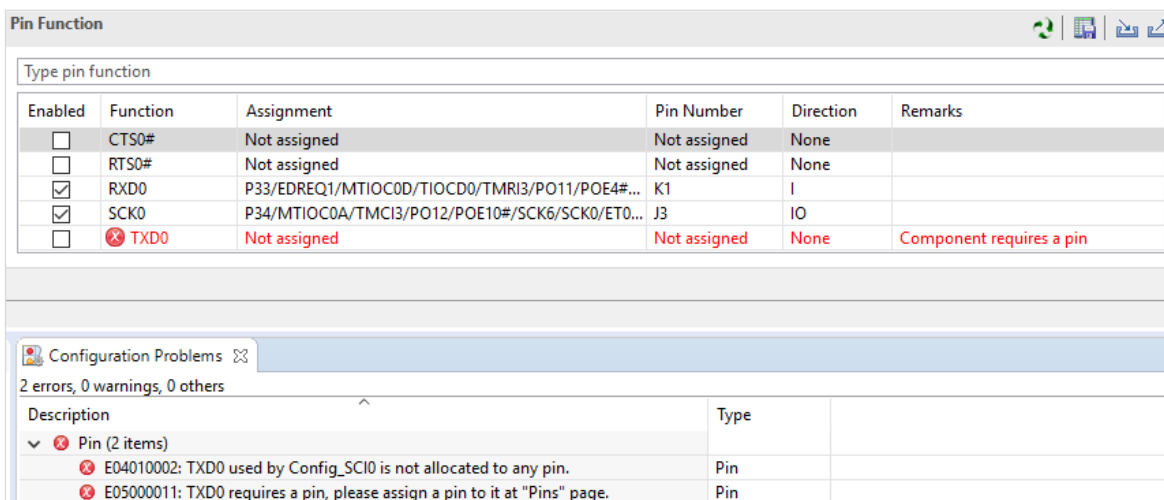 Pin Function
Type pin function
Enabled Function Assignment Pin Number Direction Remarks
CTS0# Not assigned Not assigned None
RTS0# Not assigned Not assigned None
RXD0 P33/EDREQ1/MTIOC0D/TIOCD0/TMRI3/PO11/POE4#... K1 I
SCK0 P34/MTIOC0A/TMCI3/PO12/POE10#/SCK6/SCK0/ET0... J3 IO
TXD0 Not assigned Not assigned None Component requires a pin
Configuration Problems
2 errors, 0 warnings, 0 others
Description Type
Pin (2 items)
E04010002: TXD0 used by Config_SCI0 is not allocated to any pin. Pin
E05000011: TXD0 requires a pin, please assign a pin to it at "Pins" page. Pin